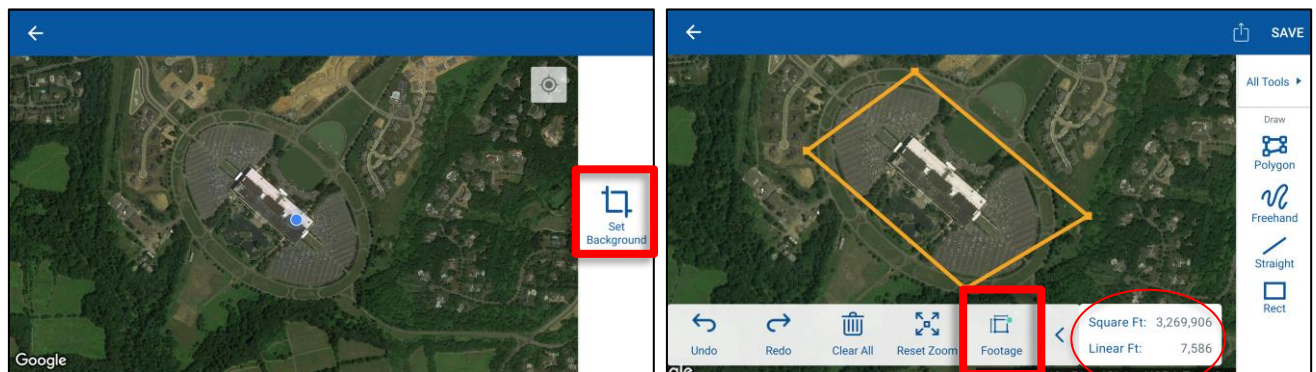 Set
Background
Google
SAVE
All Tools
Draw
Polygon
Freehand
Straight
Rect
Undo
Redo
Clear All
Reset Zoom
Footage
Square Ft: 3,269,906
Linear Ft: 7,586
gle